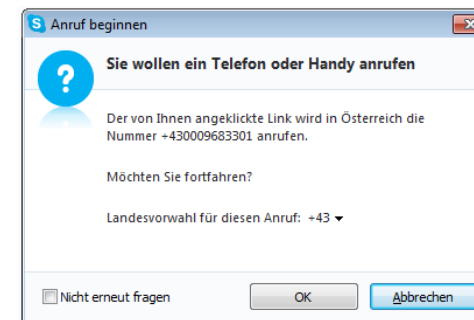 Anruf beginnen
Sie wollen ein Telefon oder Handy anrufen
Der von Ihnen angeklickte Link wird in Österreich die
Nummer +430009683301 anrufen.
Möchten Sie fortfahren?
Landesvorwahl für diesen Anruf: +43
Nicht erneut fragen
OK
Abbrechen